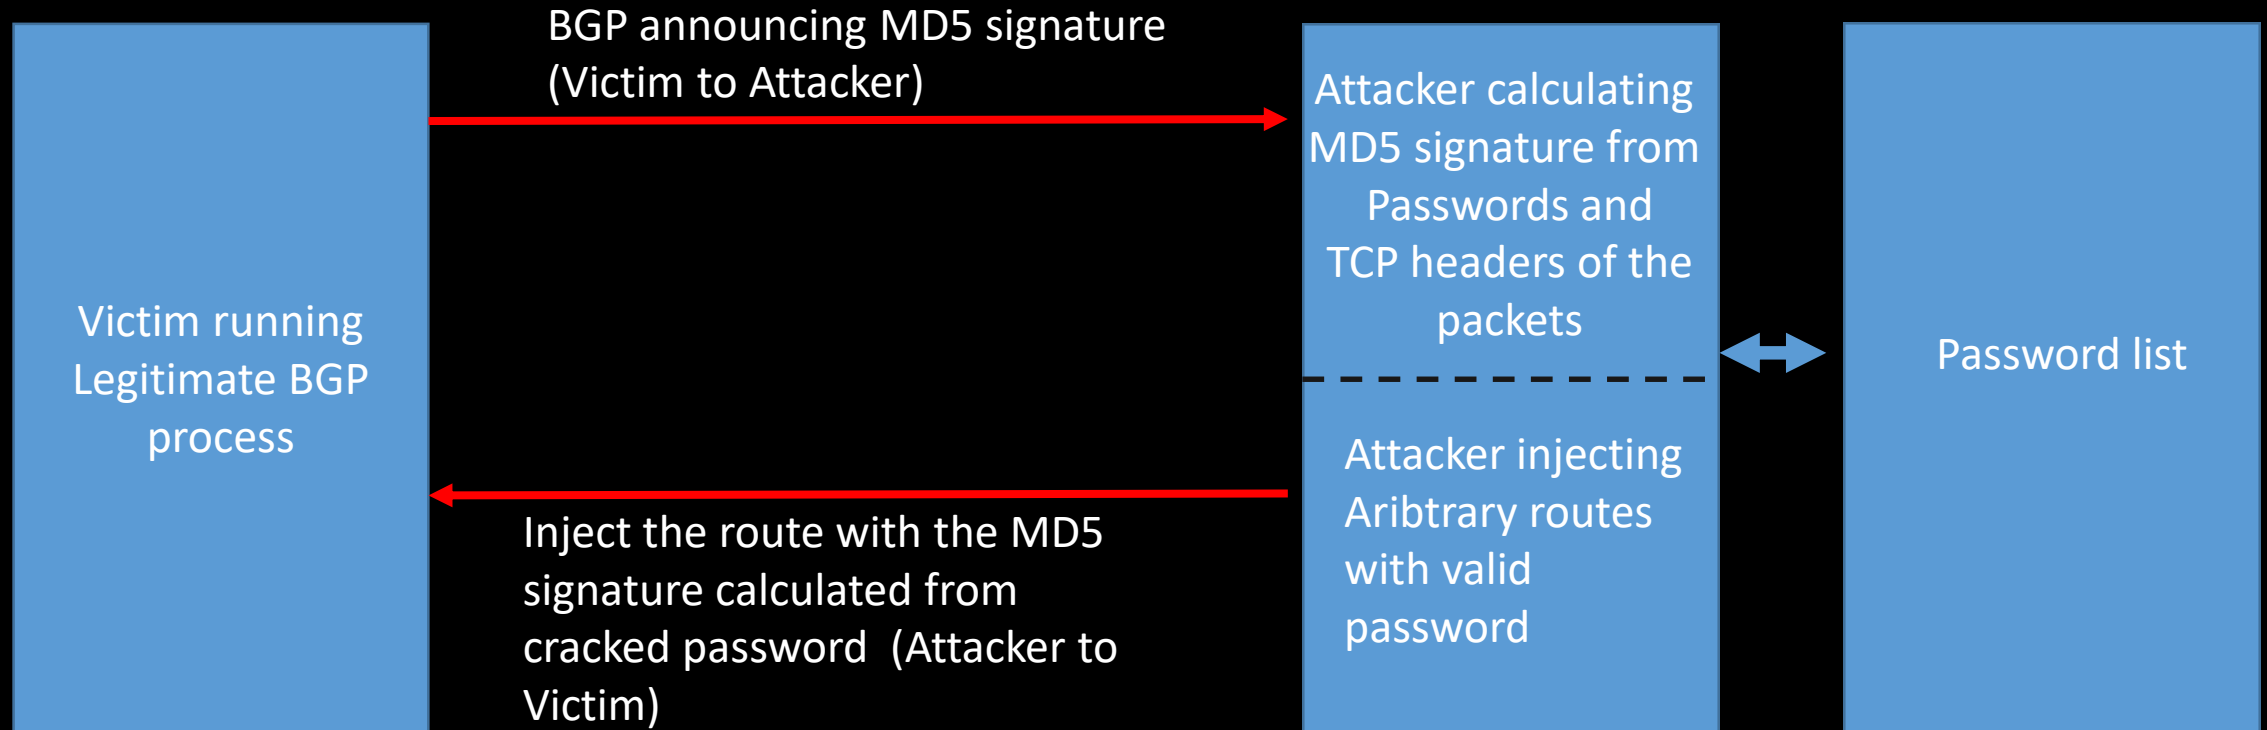 Victim running
Legitimate BGP
process
BGP announcing MD5 signature
(Victim to Attacker)
Inject the route with the MD5
signature calculated from
cracked password  (Attacker to
Victim)
Attacker calculating
MD5 signature from
Passwords and
TCP headers of the
packets
Attacker injecting
Aribtrary routes
with valid
password
Password list